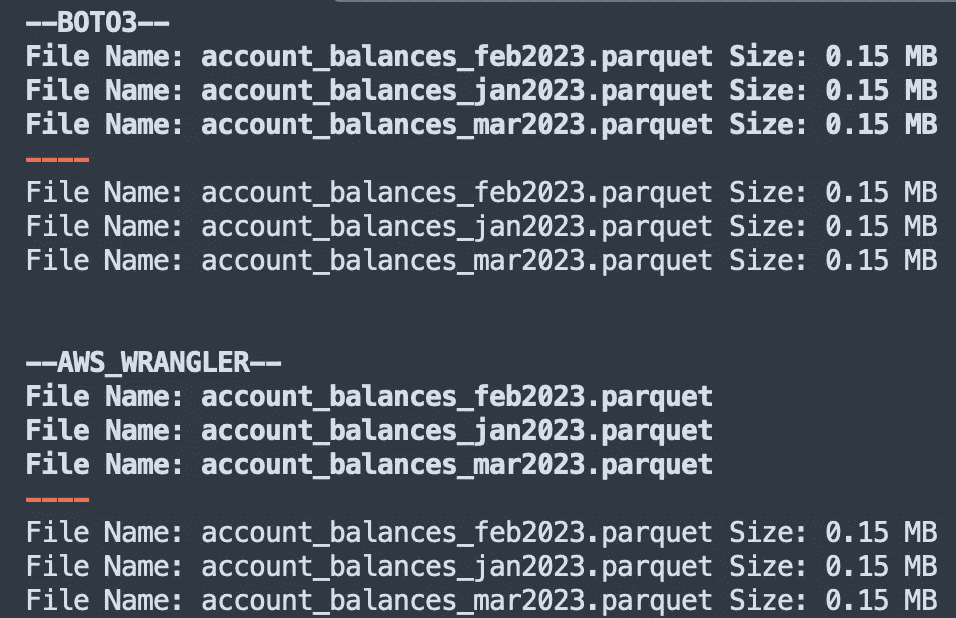 --BOTO3--
File Name: account_balances_feb2023.parquet Size: 0.15 MB
File Name: account_balances_jan2023.parquet Size: 0.15 MB
File Name: account_balances_mar2023.parquet Size: 0.15 MB
----
File Name: account_balances_feb2023.parquet Size: 0.15 MB
File Name: account_balances_jan2023.parquet Size: 0.15 MB
File Name: account_balances_mar2023.parquet Size: 0.15 MB
--AWS_WRANGLER--
File Name: account_balances_feb2023.parquet
File Name: account_balances_jan2023.parquet
File Name: account_balances_mar2023.parquet
----
File Name: account_balances_feb2023.parquet Size: 0.15 MB
File Name: account_balances_jan2023.parquet Size: 0.15 MB
File Name: account_balances_mar2023.parquet Size: 0.15 MB